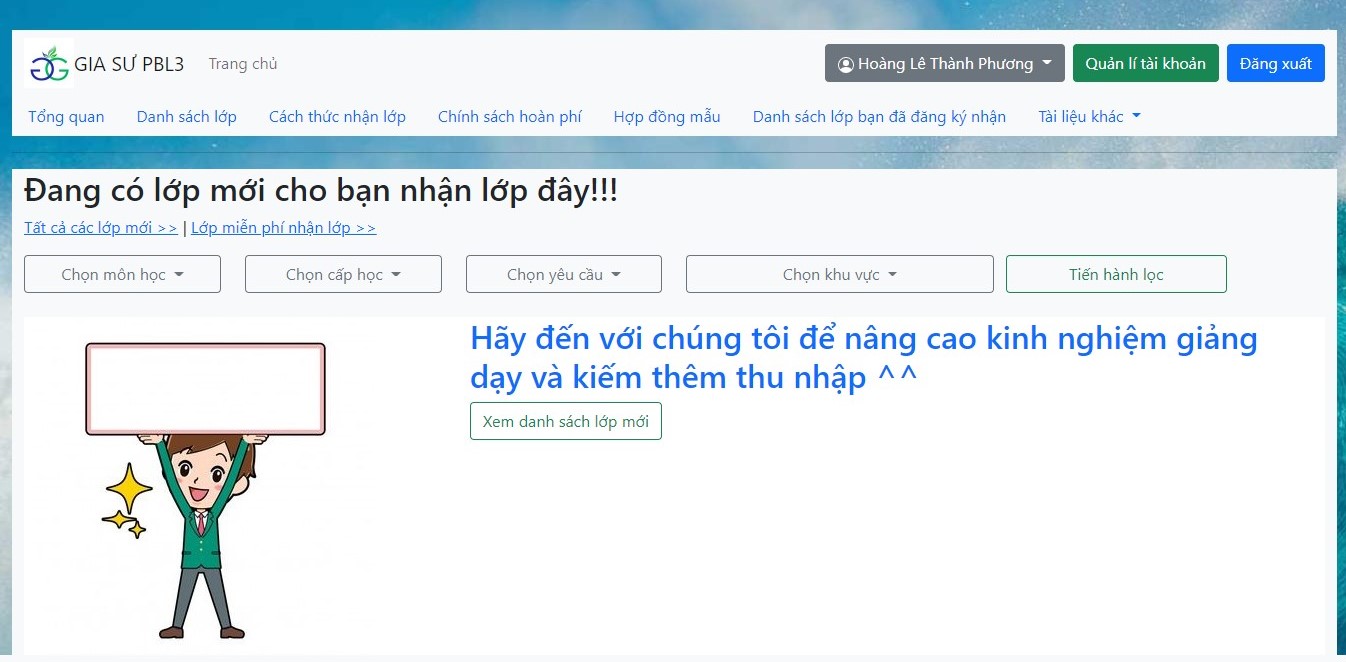 GIA SƯ PBL3 Trang chủ Hoàng Lê Thành Phương Quản lí tài khoản Đăng xuất
Tổng quan Danh sách lớp Cách thức nhận lớp Chính sách hoàn phí Hợp đồng mẫu Danh sách lớp bạn đã đăng ký nhận Tài liệu khác
Đang có lớp mới cho bạn nhận lớp đây!!!
Tất cả các lớp mới >> | Lớp miễn phí nhận lớp >>
Chọn môn học Chọn cấp học Chọn yêu cầu Chọn khu vực Tiến hành lọc
Hãy đến với chúng tôi để nâng cao kinh nghiệm giảng
dạy và kiếm thêm thu nhập ^^
Xem danh sách lớp mới